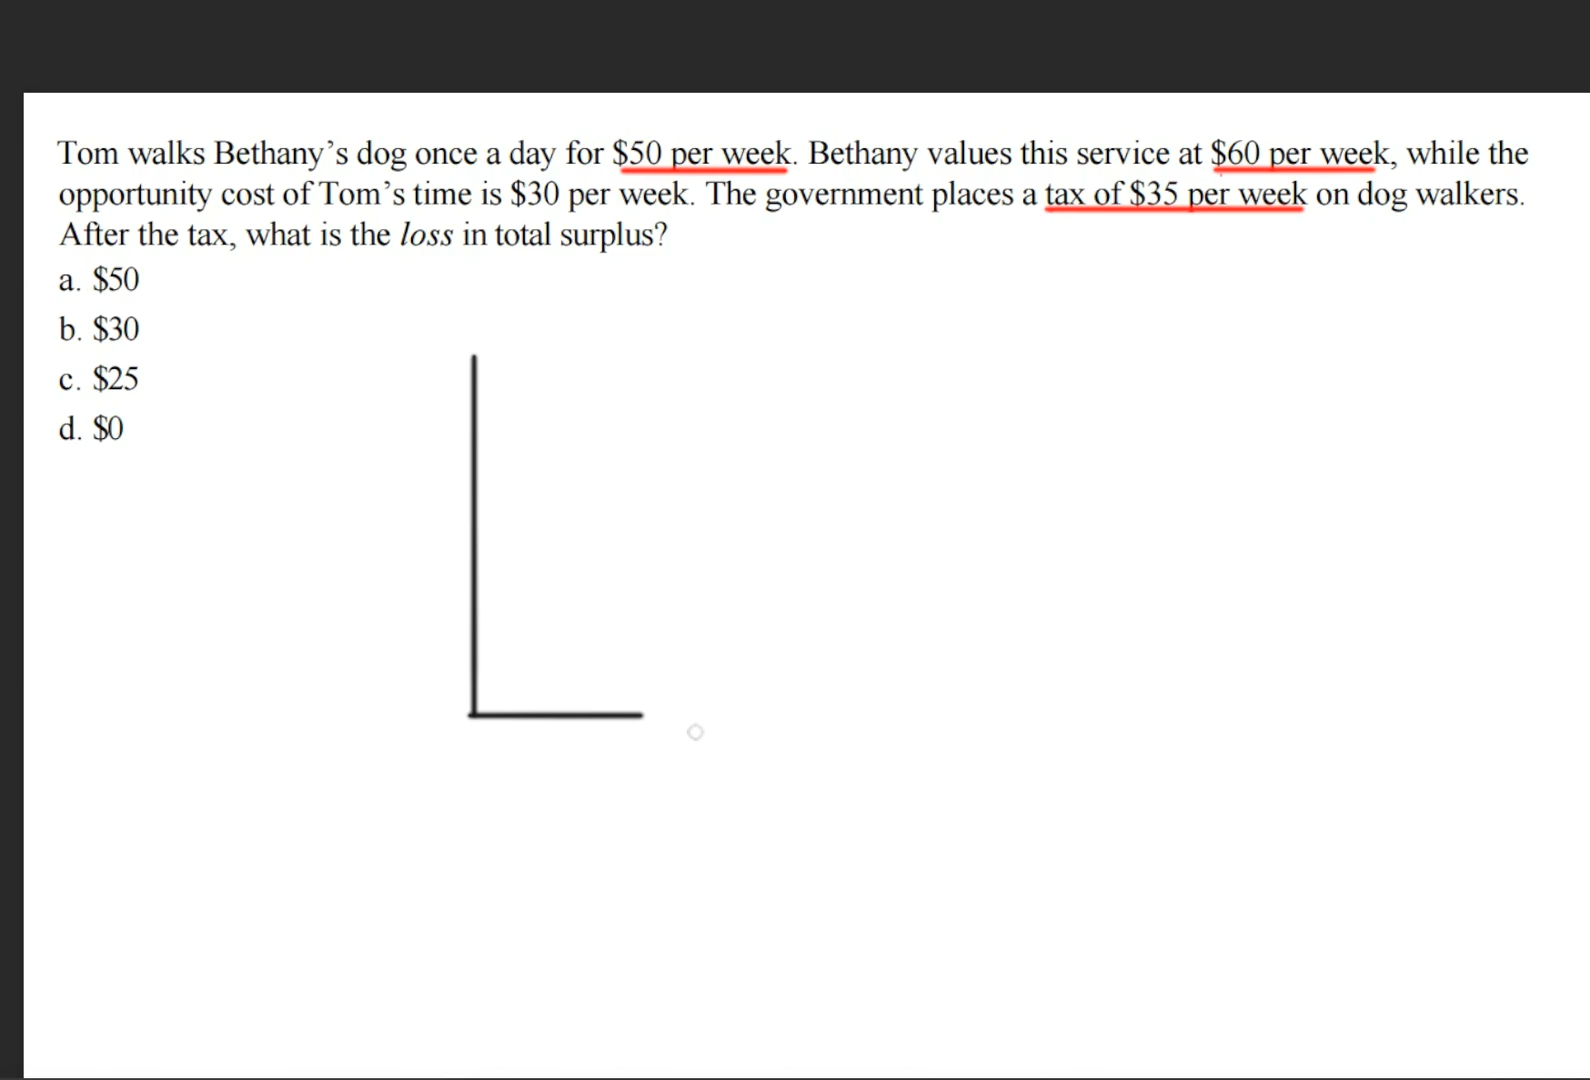 Tom walks Bethany’s dog once a day for $50 per week. Bethany values this service at $60 per week, while the
opportunity cost of Tom’s time is $30 per week. The government places a tax of $35 per week on dog walkers.
After the tax, what is the loss in total surplus?
a. $50
b. $30
c. $25
d. $0